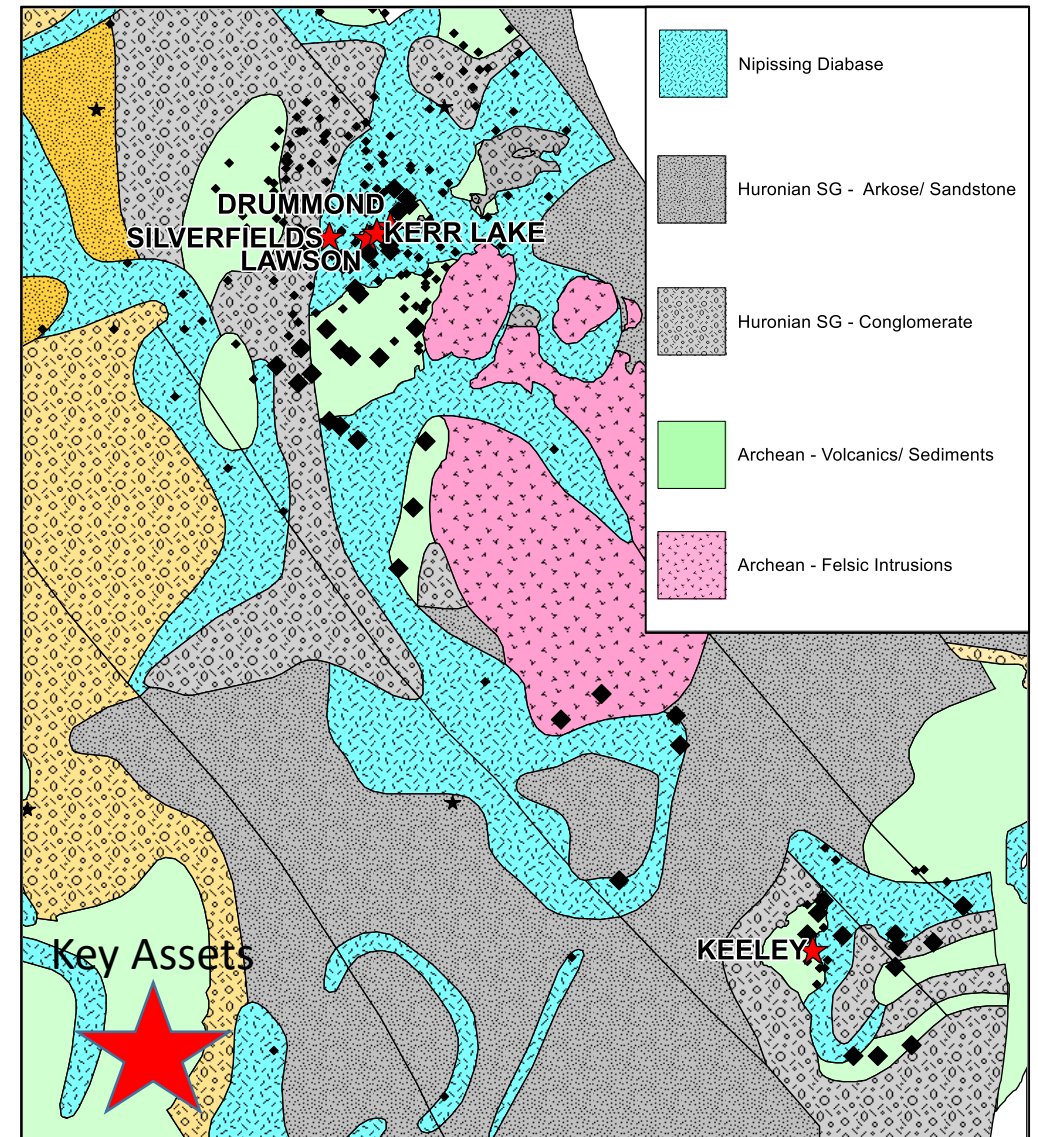 Nipissing Diabase
Huronian SG -  Arkose/ Sandstone
DRUMMOND
SILVERFIELDS
KERR LAKE
LAWSON
Huronian SG - Conglomerate
Archean - Volcanics/ Sediments
Archean - Felsic Intrusions
KEELEY
Key Assets